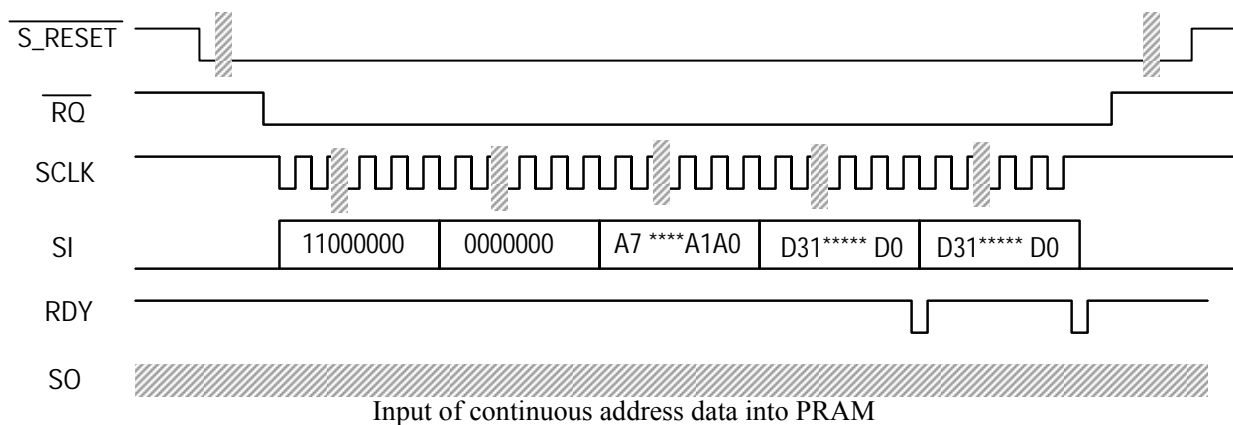 S_RESET
RQ
SCLK
SI 11000000 0000000 A7 ****A1A0 D31***** D0 D31***** D0
RDY
SO
Input of continuous address data into PRAM